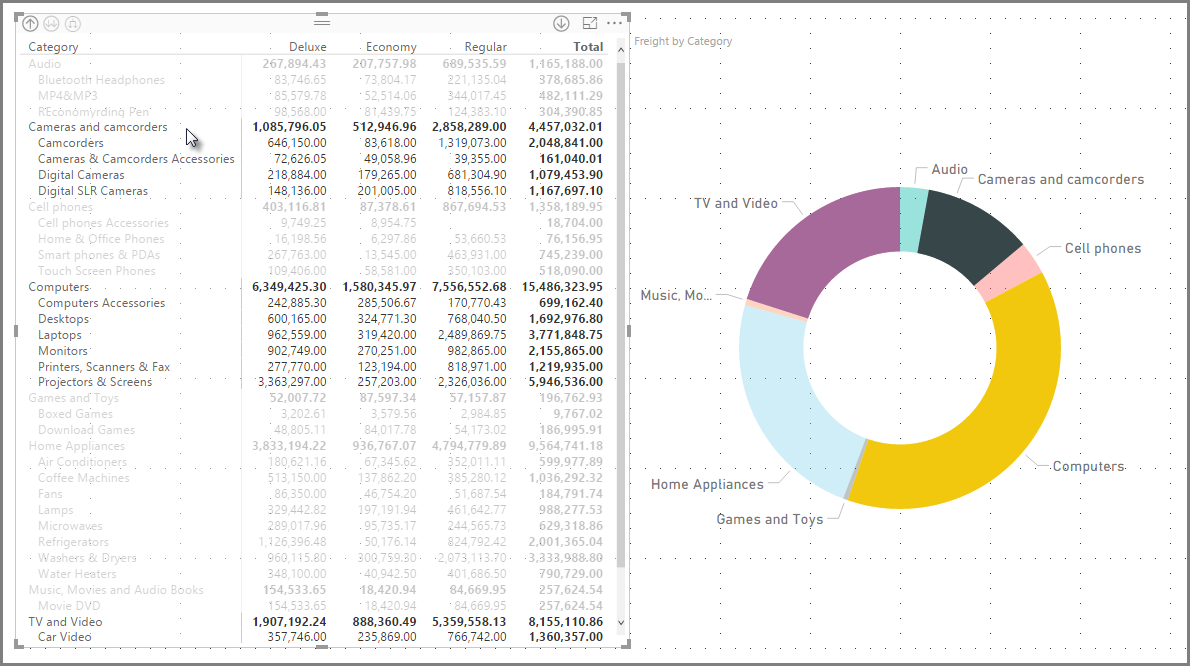 Category Deluxe Economy Regular Total
Audio 267,894.43 207,757.98 689,535.59 1,165,188.00
Bluetooth Headphones 83,746.65 73,804.17 221,135.04 378,685.86
MP4&MP3 85,579.78 52,514.06 344,017.45 482,111.29
Recording Pen 98,568.00 81,439.75 124,383.10 304,390.85
Cameras and camcorders 1,085,796.05 512,946.96 2,858,289.00 4,457,032.01
Camcorders 646,150.00 83,618.00 1,319,073.00 2,048,841.00
Cameras & Camcorders Accessories 72,626.05 49,058.96 39,355.00 161,040.01
Digital Cameras 218,884.00 179,265.00 681,304.90 1,079,453.90
Digital SLR Cameras 148,136.00 201,005.00 818,556.10 1,167,697.10
Cell phones 403,116.81 87,378.61 867,694.53 1,358,189.95
Cell phones Accessories 9,749.25 8,954.75 18,704.00
Home & Office Phones 16,198.56 6,297.86 53,660.53 76,156.95
Smart phones & PDAs 267,763.00 13,545.00 463,931.00 745,239.00
Touch Screen Phones 109,406.00 58,581.00 350,103.00 518,090.00
Computers 6,349,425.30 1,580,345.97 7,556,552.68 15,486,323.95
Computers Accessories 242,885.30 285,506.67 170,770.43 699,162.40
Desktops 600,165.00 324,771.30 768,040.50 1,692,976.80
Laptops 962,559.00 319,420.00 2,489,869.75 3,771,848.75
Monitors 902,749.00 270,251.00 982,865.00 2,155,865.00
Printers, Scanners & Fax 277,770.00 123,194.00 818,971.00 1,219,935.00
Projectors & Screens 3,363,297.00 257,203.00 2,326,036.00 5,946,536.00
Games and Toys 52,007.72 87,597.34 57,157.87 196,762.93
Boxed Games 3,202.61 3,579.56 2,984.85 9,767.02
Download Games 48,805.11 84,017.78 54,173.02 186,995.91
Home Appliances 3,833,194.22 936,767.07 4,794,779.89 9,564,741.18
Air Conditioners 180,621.18 67,345.62 352,011.11 599,977.89
Coffee Machines 513,150.00 137,862.20 385,280.12 1,036,292.32
Fans 86,350.00 46,754.20 51,687.54 184,791.74
Lamps 329,442.82 197,191.94 461,642.77 988,277.53
Microwaves 289,017.96 95,735.17 244,565.73 629,318.86
Refrigerators 1,126,396.48 50,176.14 824,792.42 2,001,365.04
Washers & Dryers 960,115.80 300,759.30 2,073,113.70 3,333,988.80
Water Heaters 348,100.00 40,942.50 401,686.50 790,729.00
Music, Movies and Audio Books 154,533.65 18,420.94 84,669.95 257,624.54
Movie DVD 154,533.65 18,420.94 84,669.95 257,624.54
TV and Video 1,907,192.24 888,360.49 5,359,558.13 8,155,110.86
Car Video 357,746.00 235,869.00 766,742.00 1,360,357.00
Freight by Category
Audio
Cameras and camcorders
TV and Video
Cell phones
Music, Mo...
Computers
Home Appliances
Games and Toys